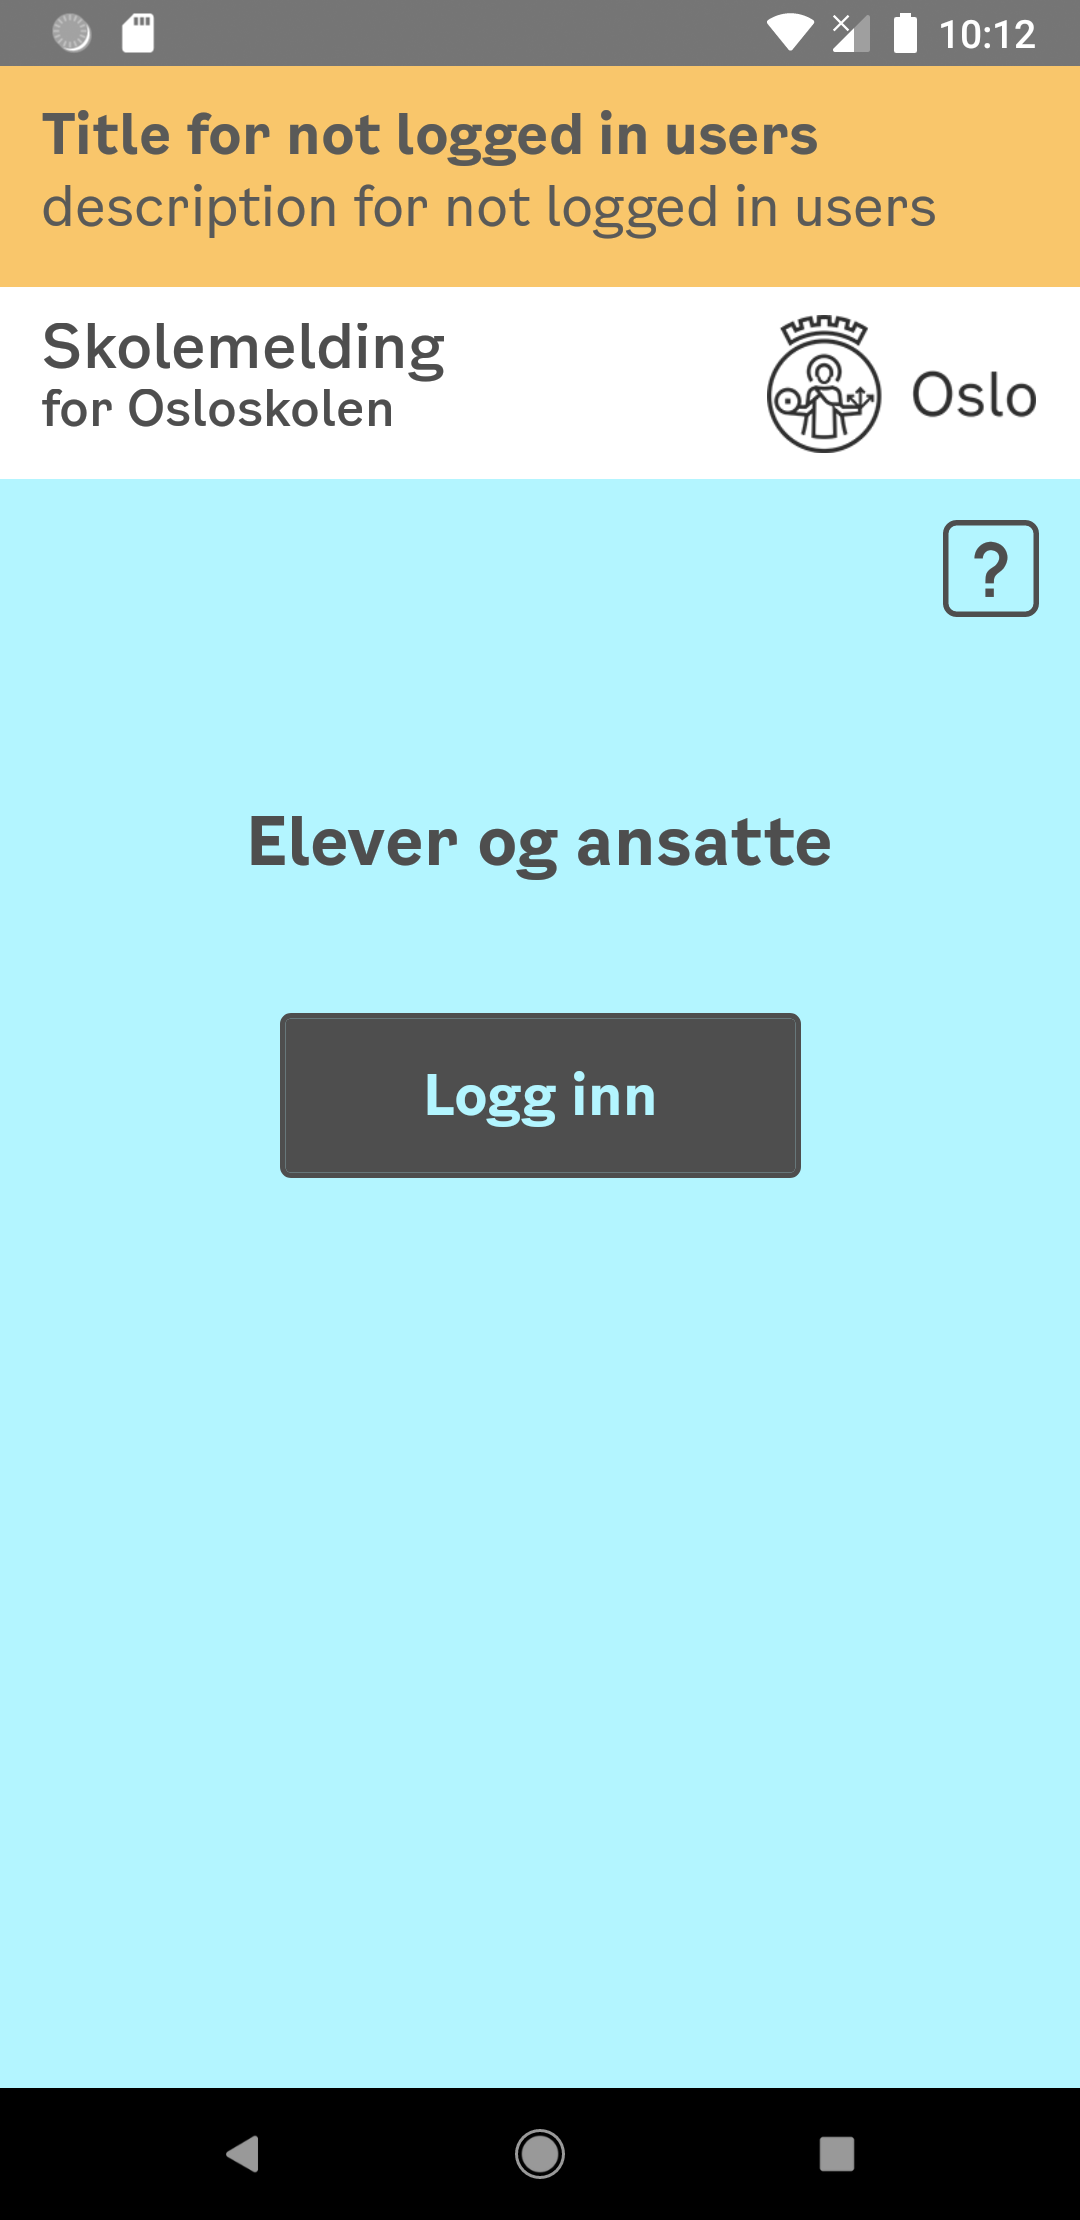 10:12
Title for not logged in users
description for not logged in users
Skolemelding
for Osloskolen
Oslo
?
Elever og ansatte
Logg inn